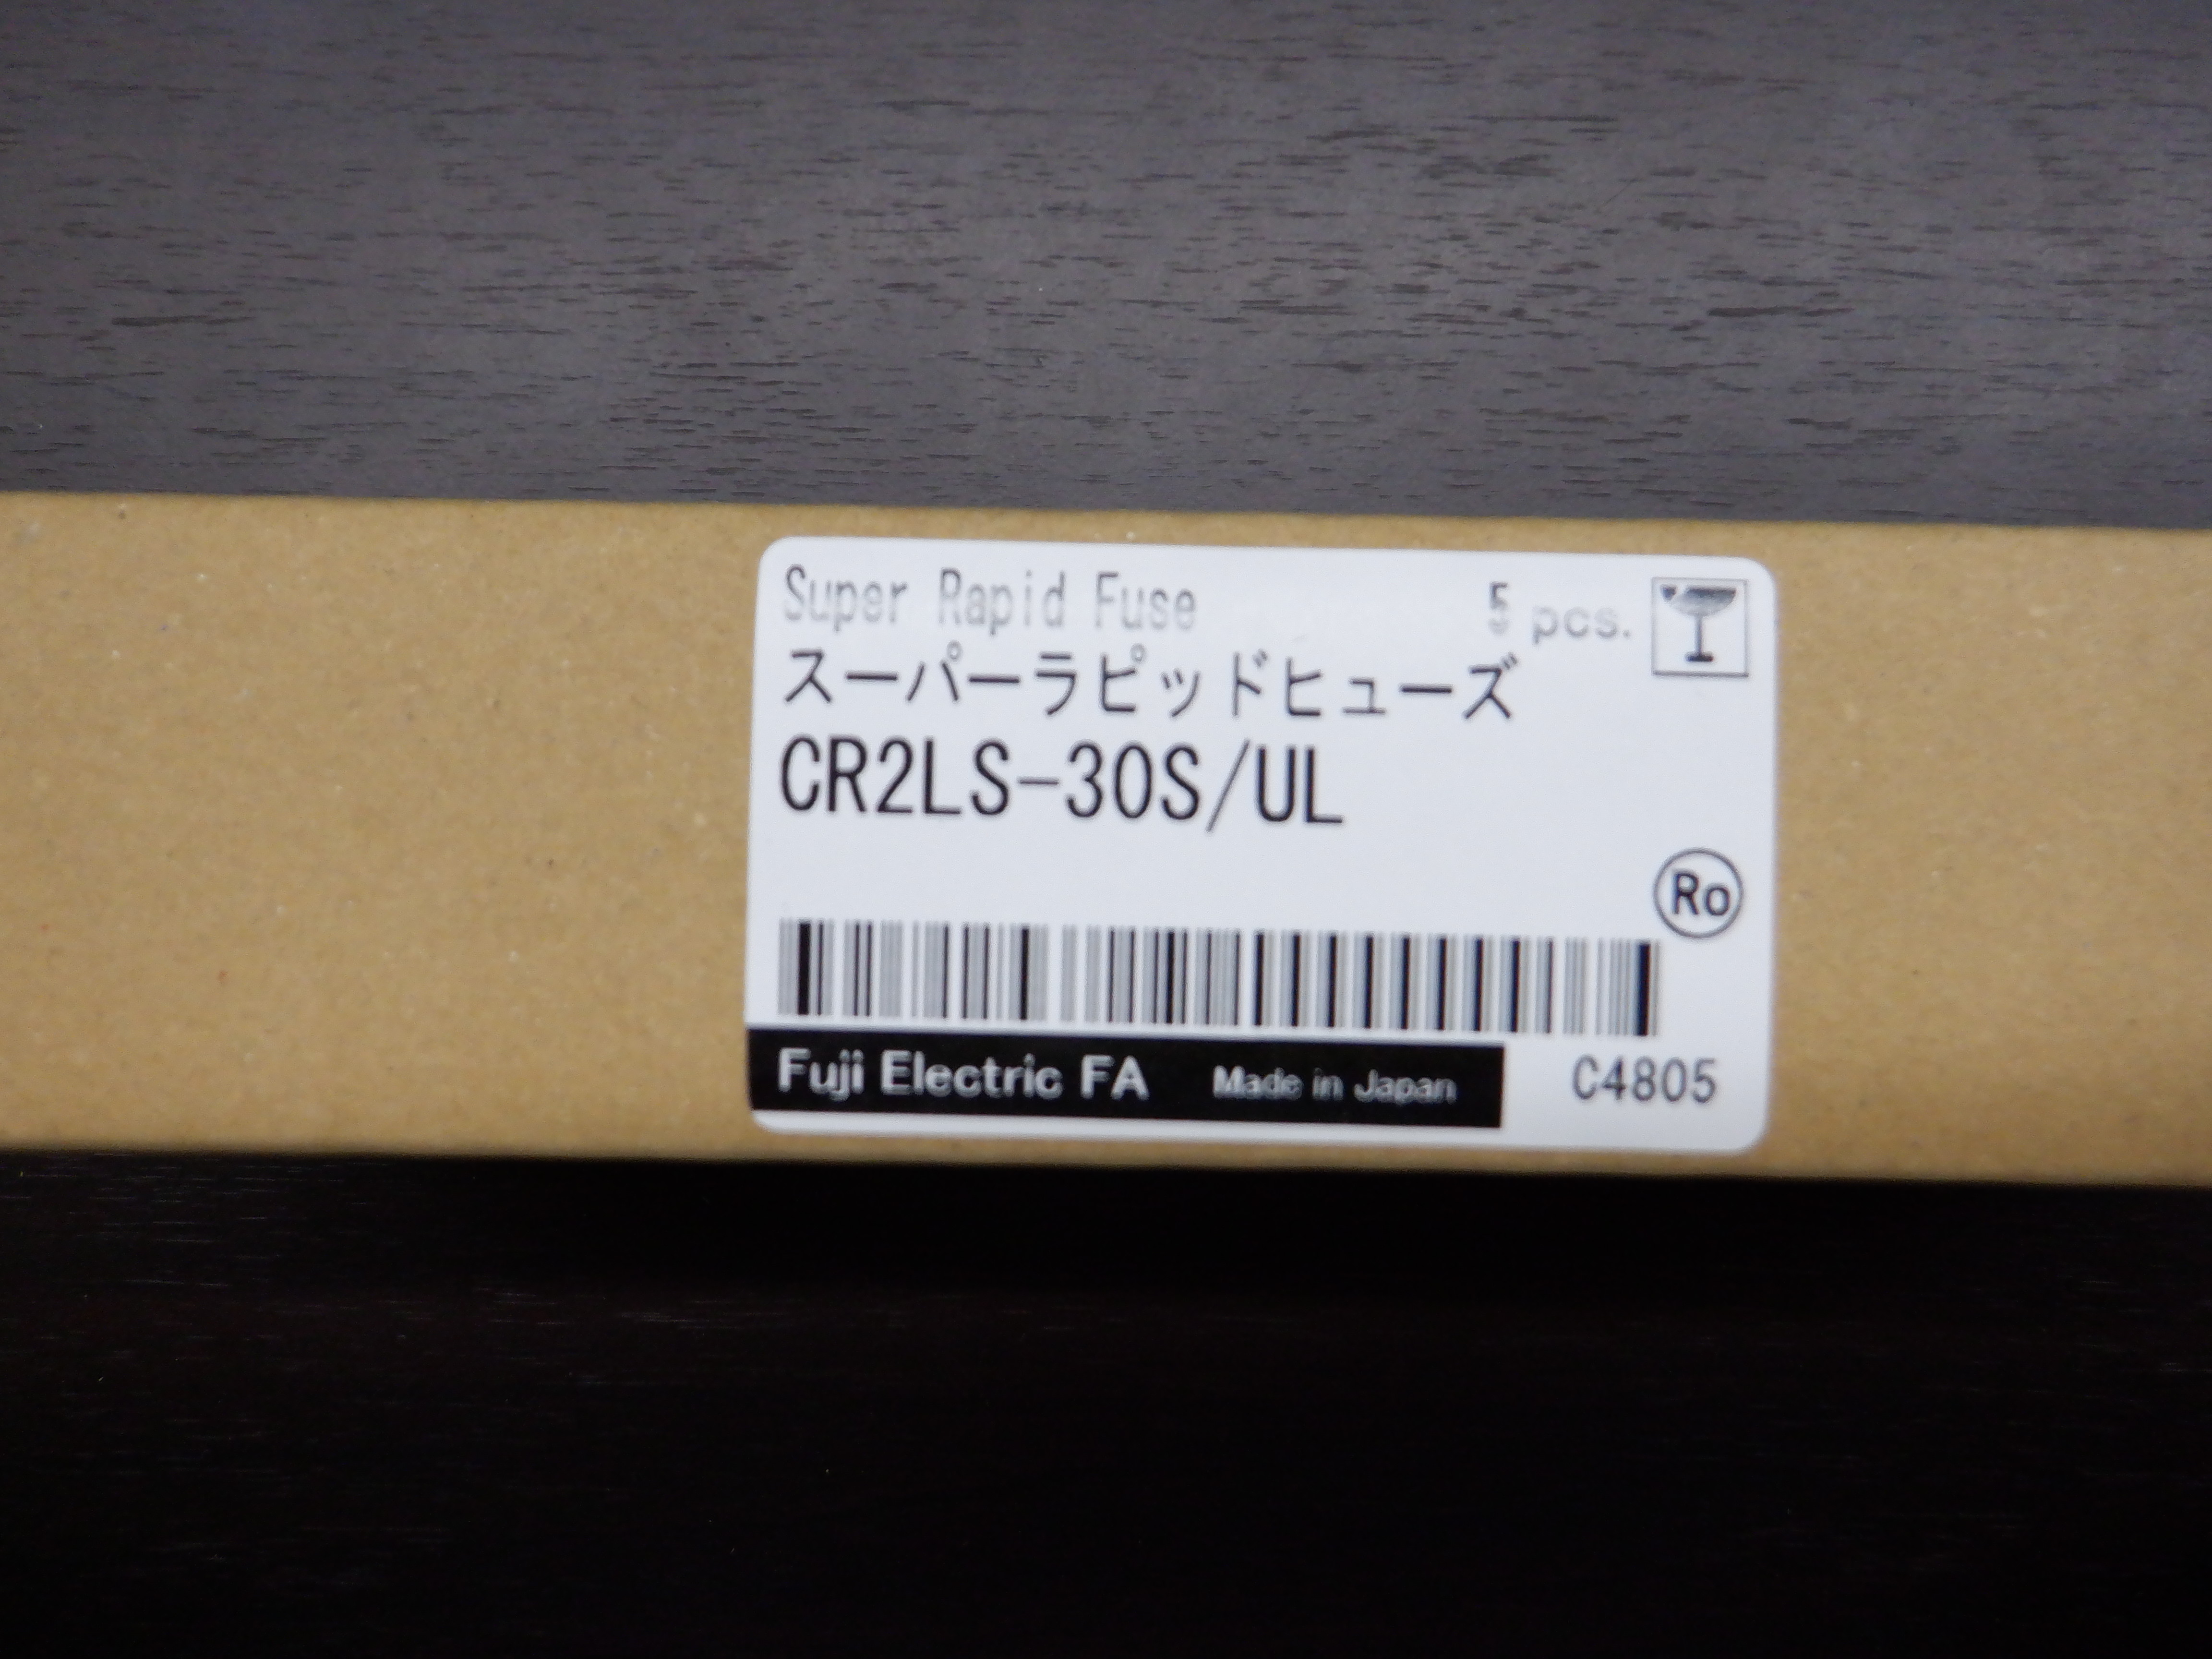 Super Rapid Fuse 5 pcs.
スーパーラピッドヒューズ
CR2LS-30S/UL
Ro
Fuji Electric FA Made in Japan C4805